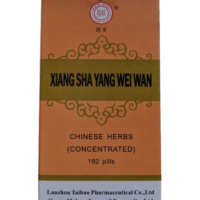 XIANG SHA YANG WEI WAN
CHINESE HERBS
(CONCENTRATED)
192 pills
Lanzhou Taibao Pharmaceutical Co.,Ltd